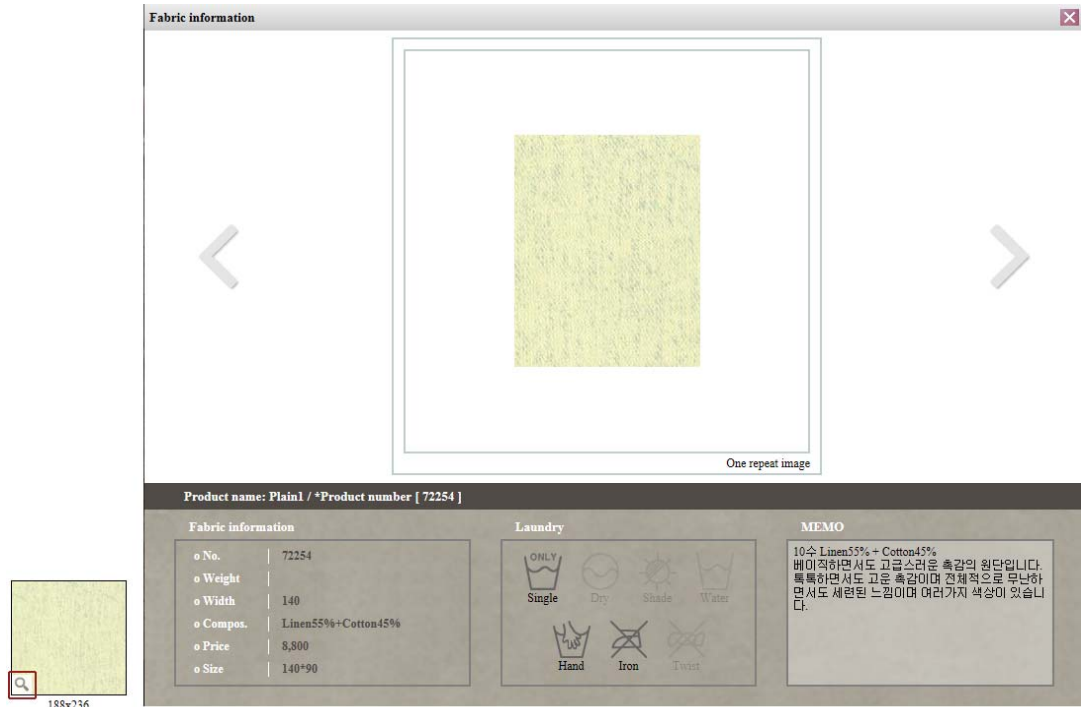 Fabric information
One repeat image
Product name: Plain1 / *Product number [ 72254 ]
Fabric information
o No. 72254
o Weight
o Width 140
o Compos. Linen55%+Cotton45%
o Price 8,800
o Size 140*90
Laundry
ONLY
Single Dry Shade Water
Hand Iron Twist
MEMO
10수 Linen55% + Cotton45%
베이직하면서도 고급스러운 촉감의 원단입니다.
톡톡하면서도 고운 촉감이며 전체적으로 무난하
면서도 세련된 느낌이며 여러가지 색상이 있습니
다.
188x236